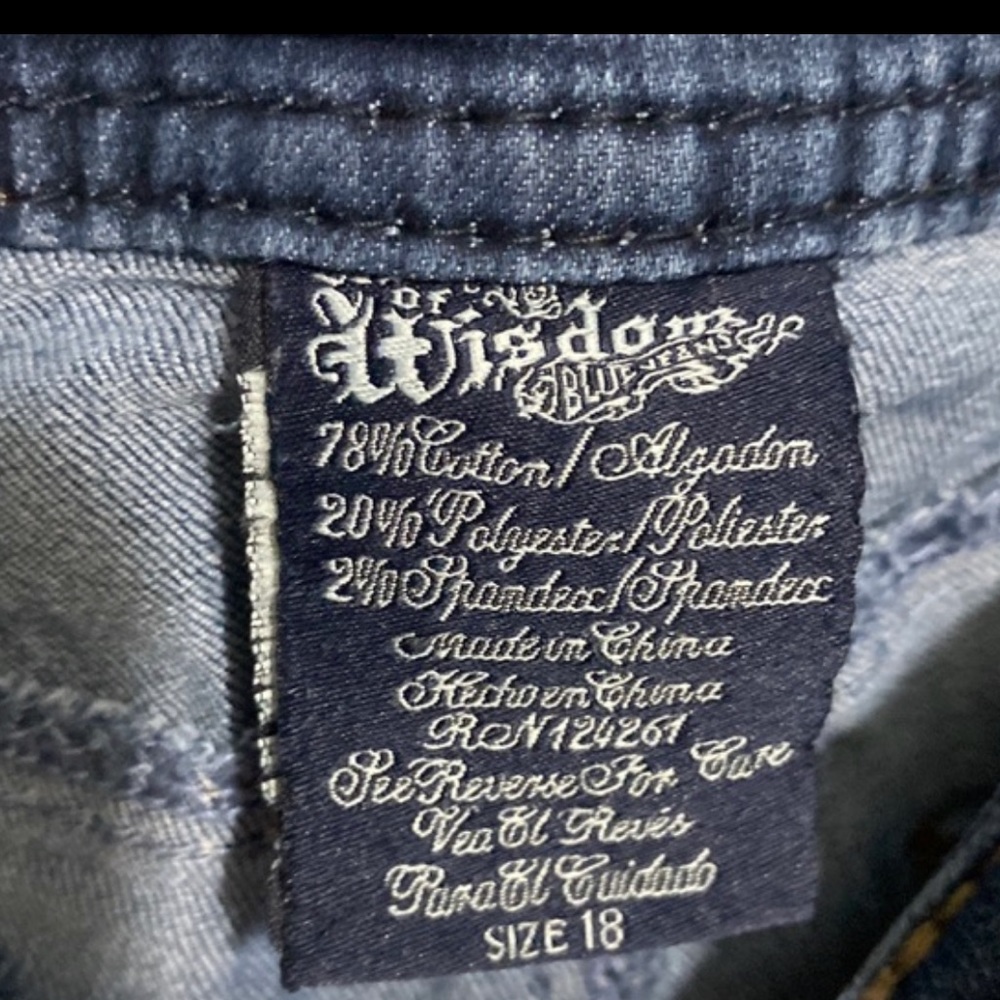 OF
Wisdom
BLUE JEANS
78% Cotton / Algodon
20% Polyester / Poliester
2% Spandex / Spandex
Made in China
Hecho en China
RN 124261
See Reverse For Care
Vea El Revés
Para El Cuidado
SIZE 18